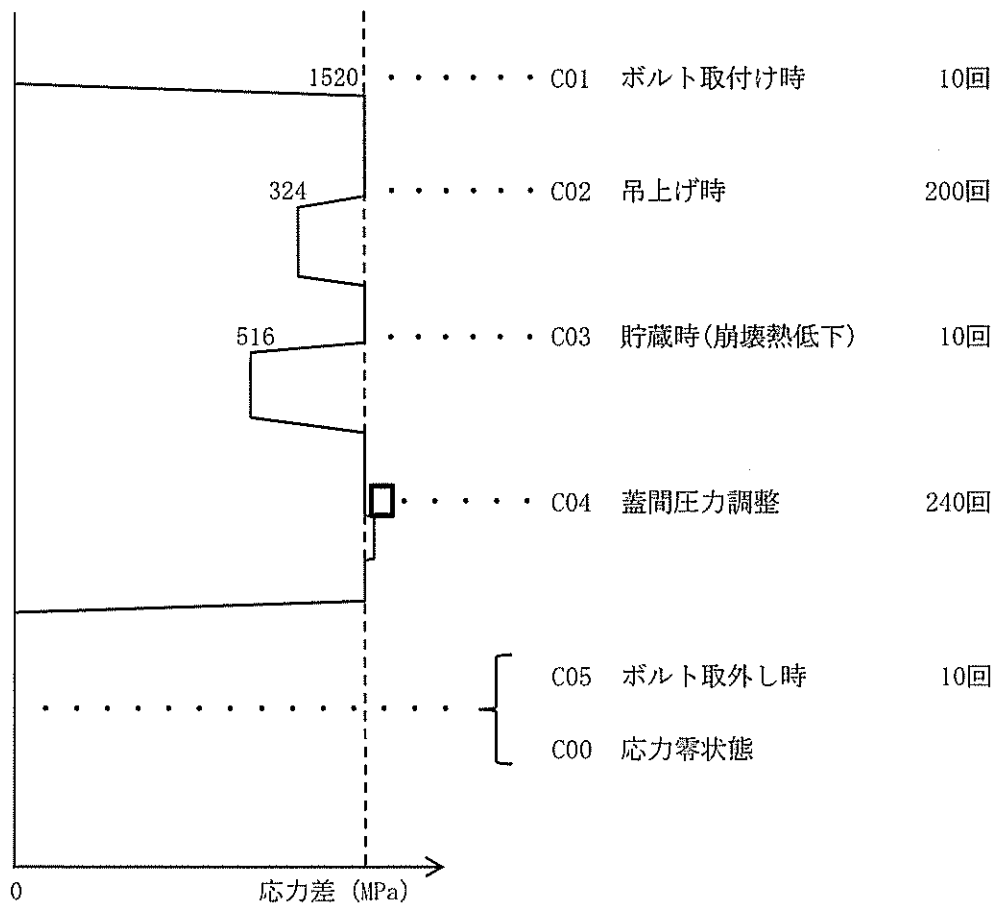 1520 ・・・・・・ C01 ボルト取付け時 10回
324 ・・・・・・ C02 吊上げ時 200回
516 ・・・・・・ C03 貯蔵時(崩壊熱低下) 10回
・・・・・ C04 蓋間圧力調整 240回
C05 ボルト取外し時 10回
・・・・・・・・・・・・・・・
C00 応力零状態
0 応力差 (MPa)